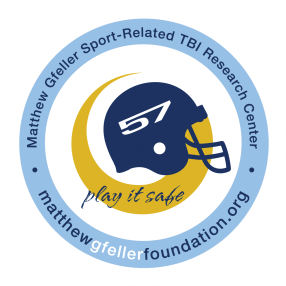 Matthew Gfeller Sport-Related TBI Research Center
57
play it safe
matthewgfellerfoundation.org